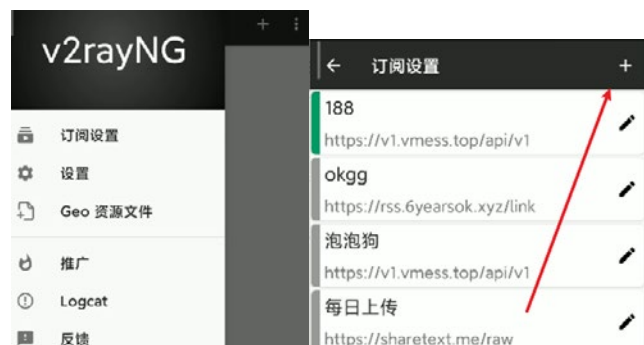 v2rayNG
订阅设置
设置
Geo 资源文件
推广
Logcat
反馈
订阅设置
188
https://v1.vmess.top/api/v1
okgg
https://rss.6yearsok.xyz/link
泡泡狗
https://v1.vmess.top/api/v1
每日上传
https://sharetext.me/raw